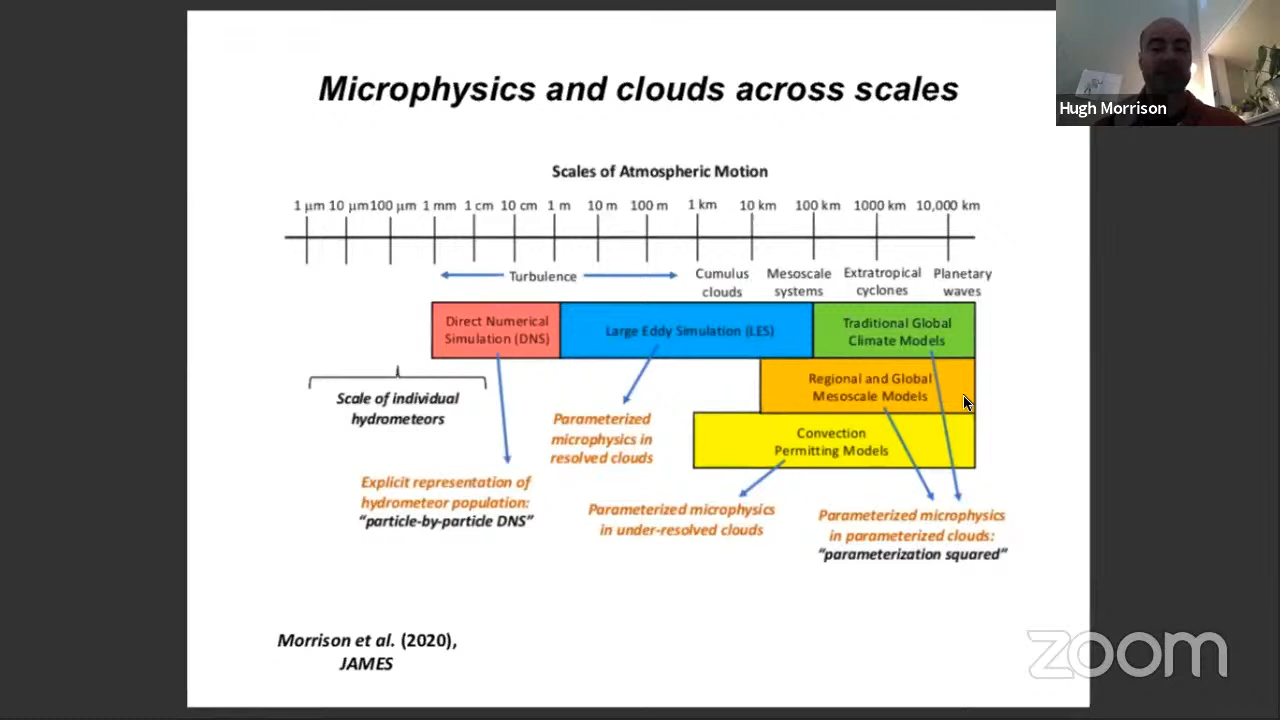 Microphysics and clouds across scales
Hugh Morrison
Scales of Atmospheric Motion
1 μm 10 μm 100 μm 1 mm 1 cm 10 cm 1 m 10 m 100 m 1 km 10 km 100 km 1000 km 10,000 km
Turbulence
Cumulus
clouds
Mesoscale
systems
Extratropical
cyclones
Planetary
waves
Direct Numerical
Simulation (DNS)
Large Eddy Simulation (LES)
Traditional Global
Climate Models
Regional and Global
Mesoscale Models
Convection
Permitting Models
Scale of individual
hydrometeors
Parameterized
microphysics in
resolved clouds
Explicit representation of
hydrometeor population:
“particle-by-particle DNS”
Parameterized microphysics
in under-resolved clouds
Parameterized microphysics
in parameterized clouds:
“parameterization squared”
Morrison et al. (2020),
JAMES
zoom